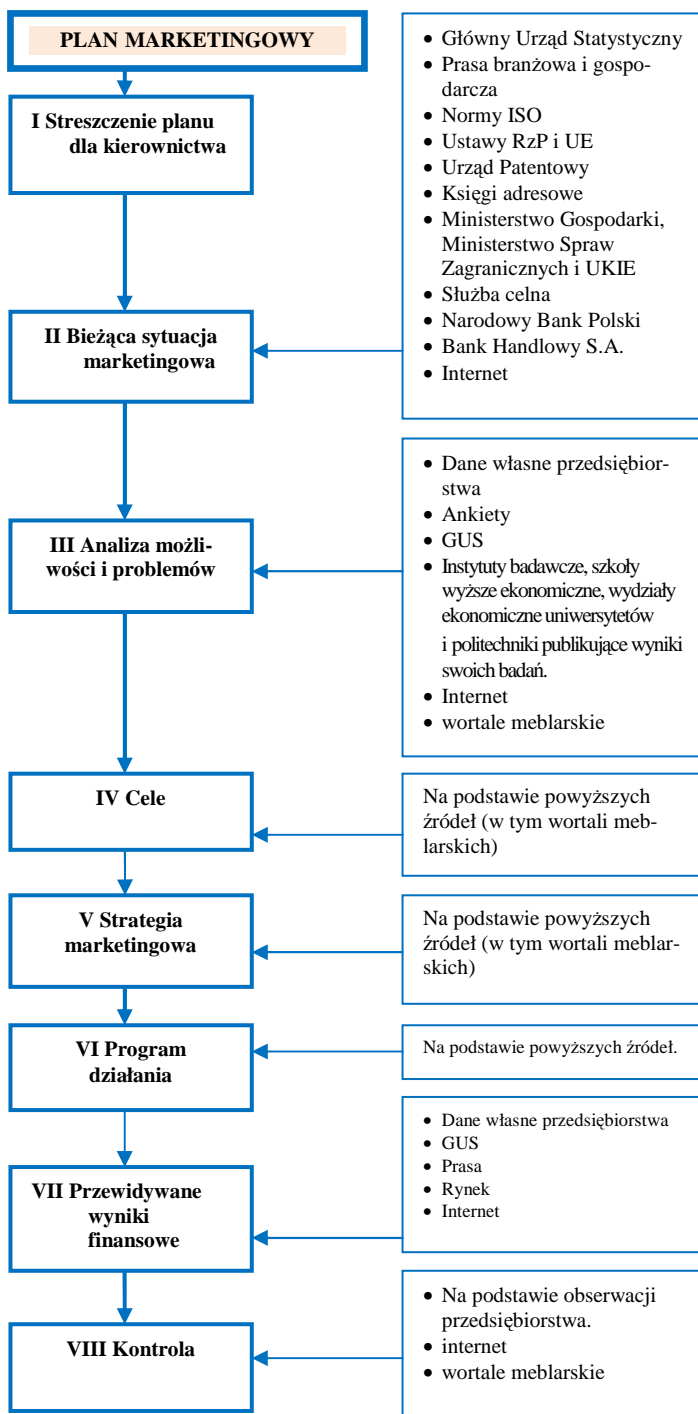 PLAN MARKETINGOWY
I Streszczenie planu
dla kierownictwa
• Główny Urząd Statystyczny
• Prasa branżowa i gospo-
darcza
• Normy ISO
• Ustawy RzP i UE
• Urząd Patentowy
• Księgi adresowe
• Ministerstwo Gospodarki,
Ministerstwo Spraw
Zagranicznych i UKIE
• Służba celna
• Narodowy Bank Polski
• Bank Handlowy S.A.
• Internet
II Bieżąca sytuacja
marketingowa
• Dane własne przedsiębior-
stwa
• Ankiety
• GUS
• Instytuty badawcze, szkoły
wyższe ekonomiczne, wydziały
ekonomiczne uniwersytetów
i politechniki publikujące wyniki
swoich badań.
• Internet
• wortale meblarskie
III Analiza możli-
wości i problemów
IV Cele
Na podstawie powyższych
źródeł (w tym wortali meb-
larskich)
V Strategia
marketingowa
Na podstawie powyższych
źródeł (w tym wortali meblar-
skich)
VI Program
działania
Na podstawie powyższych źródeł.
VII Przewidywane
wyniki
finansowe
• Dane własne przedsiębiorstwa
• GUS
• Prasa
• Rynek
• Internet
VIII Kontrola
• Na podstawie obserwacji
przedsiębiorstwa.
• internet
• wortale meblarskie